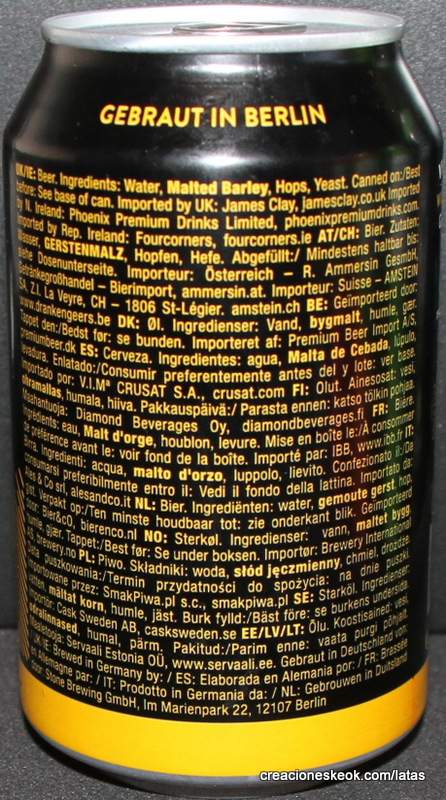 GEBRAUT IN BERLIN
UK/IE: Beer. Ingredients: Water, Malted Barley, Hops, Yeast. Canned on:/Best
before: See base of can. Imported by UK: James Clay, jamesclay.co.uk Imported
by N. Ireland: Phoenix Premium Drinks Limited, phoenixpremiumdrinks.com.
Imported by Rep. Ireland: Fourcorners, fourcorners.ie AT/CH: Bier. Zutaten:
Wasser, GERSTENMALZ, Hopfen, Hefe. Abgefüllt:/ Mindestens haltbar bis:
siehe Dosenunterseite. Importeur: Österreich – R. Ammersin GesmbH,
Getränkegroßhandel – Bierimport, ammersin.at. Importeur: Suisse – AMSTEIN
SA, Z.I. La Veyre, CH – 1806 St-Légier. amstein.ch BE: Geïmporteerd door:
www.drankengeers.be DK: Øl. Ingredienser: Vand, bygmalt, humle, gær.
Tappet den:/Bedst før: se bunden. Importeret af: Premium Beer Import A/S,
premiumbeer.dk ES: Cerveza. Ingredientes: agua, Malta de Cebada, lúpulo,
levadura. Enlatado:/Consumir preferentemente antes del y lote: ver base.
Importado por: V.I.Mª CRUSAT S.A., crusat.com FI: Olut. Ainesosat: vesi,
ohramallas, humala, hiiva. Pakkauspäivä:/ Parasta ennen: katso tölkin pohjaa.
Maahantuoja: Diamond Beverages Oy, diamondbeverages.fi FR: Bière.
Ingrédients: eau, Malt d'orge, houblon, levure. Mise en boîte le:/À consommer
de préférence avant le: voir fond de la boîte. Importé par: IBB, www.ibb.fr IT:
Birra. Ingredienti: acqua, malto d'orzo, luppolo, lievito. Confezionato il:/Da
consumarsi preferibilmente entro il: Vedi il fondo della lattina. Importato da:
& Co srl, alesandco.it NL: Bier. Ingrediënten: water, gemoute gerst, hop,
gist. Verpakt op:/Ten minste houdbaar tot: zie onderkant blik. Geïmporteerd
door: Bier&Co, bierenco.nl NO: Sterkøl. Ingredienser: vann, maltet bygg,
humle, gjær. Tappet:/Best før: Se under boksen. Importør: Brewery International
AS, brewery.no PL: Piwo. Składniki: woda, słód jęczmienny, chmiel, drożdże.
Data puszkowania:/Termin przydatności do spożycia: na dnie puszki.
Importowane przez: SmakPiwa.pl s.c., smakpiwa.pl SE: Starköl. Ingredienser:
vatten, mältat korn, humle, jäst. Burk fylld:/Bäst före: se burkens undersida.
Importör: Cask Sweden AB, casksweden.se EE/LV/LT: Õlu. Koostisained: vesi,
odralinnased, humal, pärm. Pakitud:/Parim enne: vaata purgi põhjalt.
Maaletooja: Servaali Estonia OÜ, www.servaali.ee. Gebraut in Deutschland von:
/ UK/IE: Brewed in Germany by: / ES: Elaborada en Alemania por: / FR: Brassée
en Allemagne par: / IT: Prodotto in Germania da: / NL: Gebrouwen in Duitsland
door: Stone Brewing GmbH, Im Marienpark 22, 12107 Berlin
creacioneskeok.com/latas